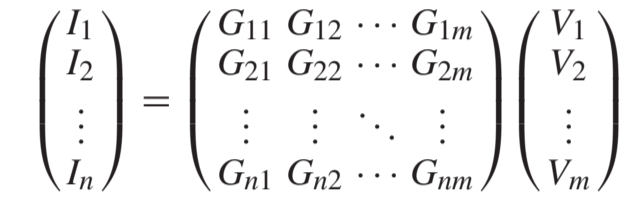 I₁ G₁₁ G₁₂ ⋯ G₁ₘ V₁
I₂ G₂₁ G₂₂ ⋯ G₂ₘ V₂
⋮ = ⋮ ⋮ ⋱ ⋮ ⋮
Iₙ Gₙ₁ Gₙ₂ ⋯ Gₙₘ Vₘ